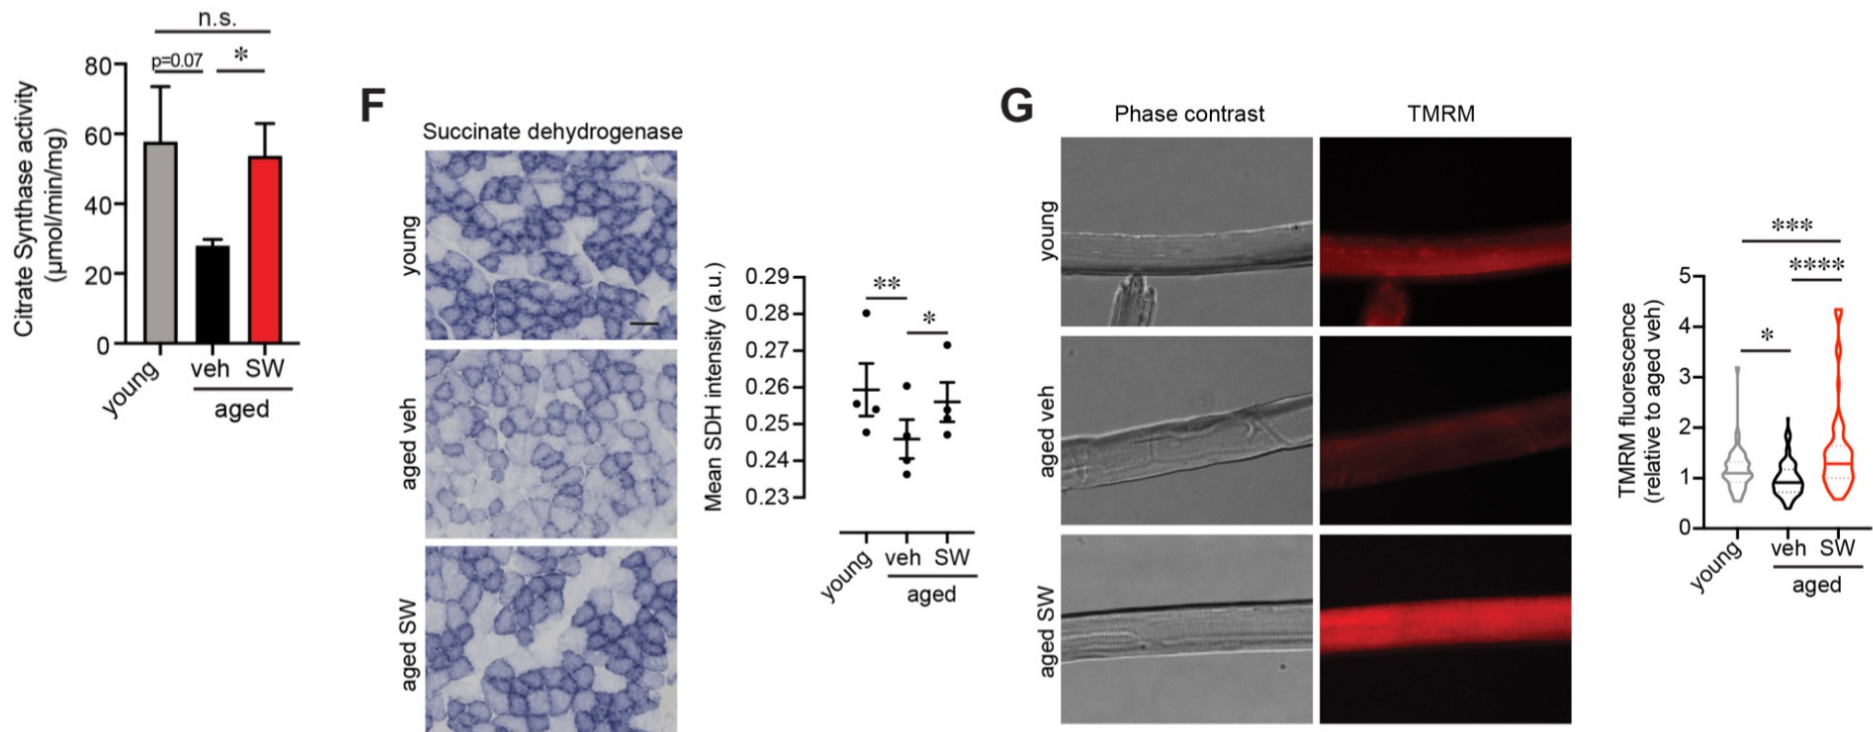 n.s.
p=0.07
*
80
60
40
20
0
Citrate Synthase activity
(µmol/min/mg)
young
veh
SW
aged
F
Succinate dehydrogenase
young
aged veh
aged SW
Mean SDH intensity (a.u.)
0.29
0.28
0.27
0.26
0.25
0.24
0.23
**
*
young
veh
SW
aged
G
Phase contrast
TMRM
young
aged veh
aged SW
TMRM fluorescence
(relative to aged veh)
5
4
3
2
1
0
***
****
*
young
veh
SW
aged